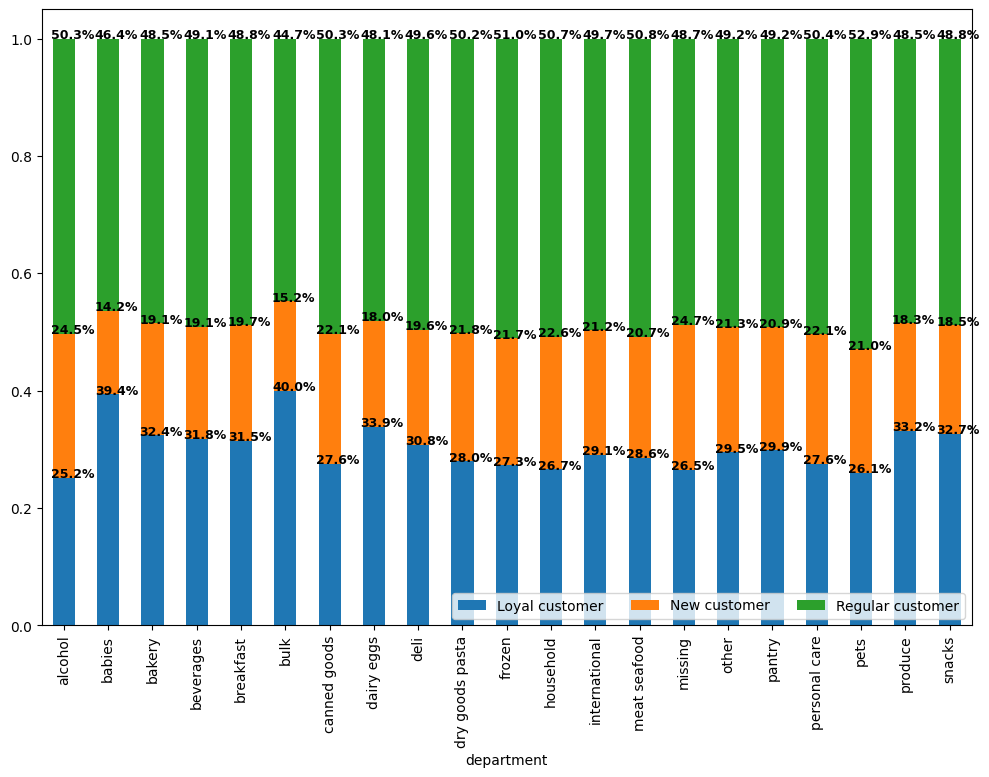 50.3% 46.4% 48.5% 49.1% 48.8% 44.7% 50.3% 48.1% 49.6% 50.2% 51.0% 50.7% 49.7% 50.8% 48.7% 49.2% 49.2% 50.4% 52.9% 48.5% 48.8%
1.0
0.8
0.6
0.4
0.2
0.0
24.5% 14.2% 19.1% 19.1% 19.7% 15.2% 22.1% 18.0% 19.6% 21.8% 21.7% 22.6% 21.2% 20.7% 24.7% 21.3% 20.9% 22.1% 21.0% 18.3% 18.5%
25.2% 39.4% 32.4% 31.8% 31.5% 40.0% 27.6% 33.9% 30.8% 28.0% 27.3% 26.7% 29.1% 28.6% 26.5% 29.5% 29.9% 27.6% 26.1% 33.2% 32.7%
Loyal customer New customer Regular customer
alcohol
babies
bakery
beverages
breakfast
bulk
canned goods
dairy eggs
deli
dry goods pasta
frozen
household
international
meat seafood
missing
other
pantry
personal care
pets
produce
snacks
department